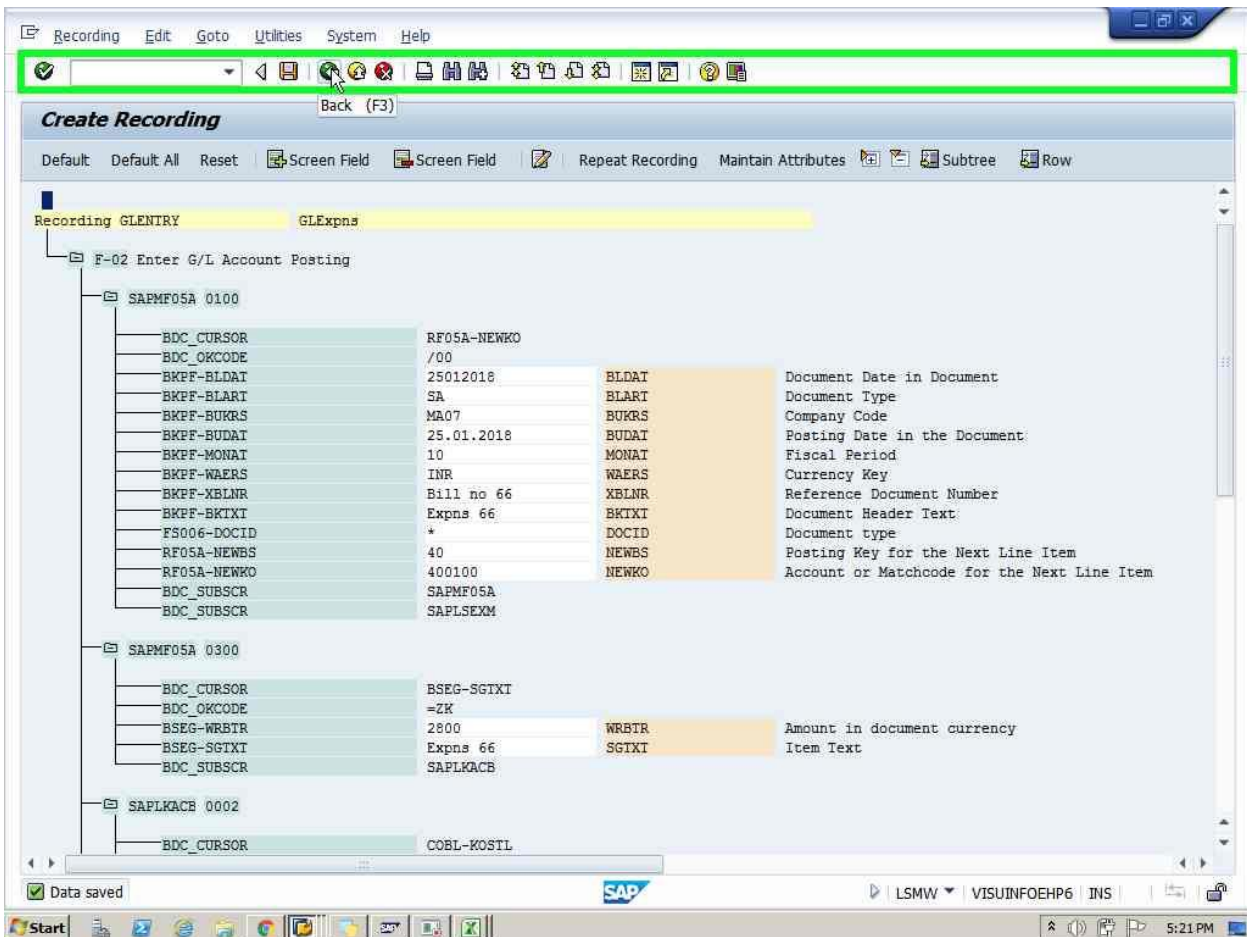 Recording Edit Goto Utilities System Help
Back (F3)
Create Recording
Default Default All Reset Screen Field Screen Field Repeat Recording Maintain Attributes Subtree Row
Recording GLENTRY GLExpns
F-02 Enter G/L Account Posting
SAPMF05A 0100
BDC_CURSOR RF05A-NEWKO
BDC_OKCODE /00
BKPF-BLDAT 25012018 BLDAT Document Date in Document
BKPF-BLART SA BLART Document Type
BKPF-BUKRS MA07 BUKRS Company Code
BKPF-BUDAT 25.01.2018 BUDAT Posting Date in the Document
BKPF-MONAT 10 MONAT Fiscal Period
BKPF-WAERS INR WAERS Currency Key
BKPF-XBLNR Bill no 66 XBLNR Reference Document Number
BKPF-BKTXT Expns 66 BKTXT Document Header Text
FS006-DOCID * DOCID Document type
RF05A-NEWBS 40 NEWBS Posting Key for the Next Line Item
RF05A-NEWKO 400100 NEWKO Account or Matchcode for the Next Line Item
BDC_SUBSCR SAPMF05A
BDC_SUBSCR SAPLSEXM
SAPMF05A 0300
BDC_CURSOR BSEG-SGTXT
BDC_OKCODE =ZK
BSEG-WRBTR 2800 WRBTR Amount in document currency
BSEG-SGTXT Expns 66 SGTXT Item Text
BDC_SUBSCR SAPLKACB
SAPLKACB 0002
BDC_CURSOR COBL-KOSTL
Data saved SAP LSMW VISUINFOEHP6 INS
Start 5:21 PM